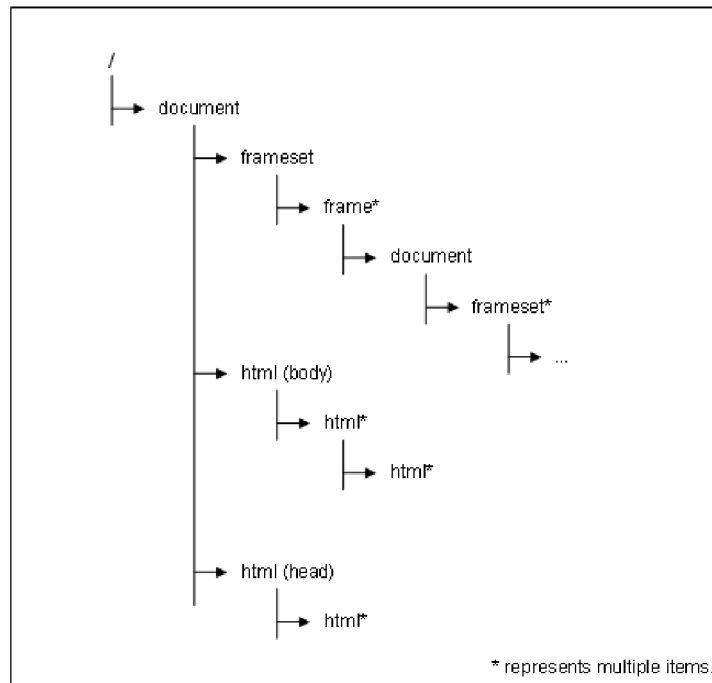 /
document
frameset
frame*
document
frameset*
...
html (body)
html*
html*
html (head)
html*
* represents multiple items.